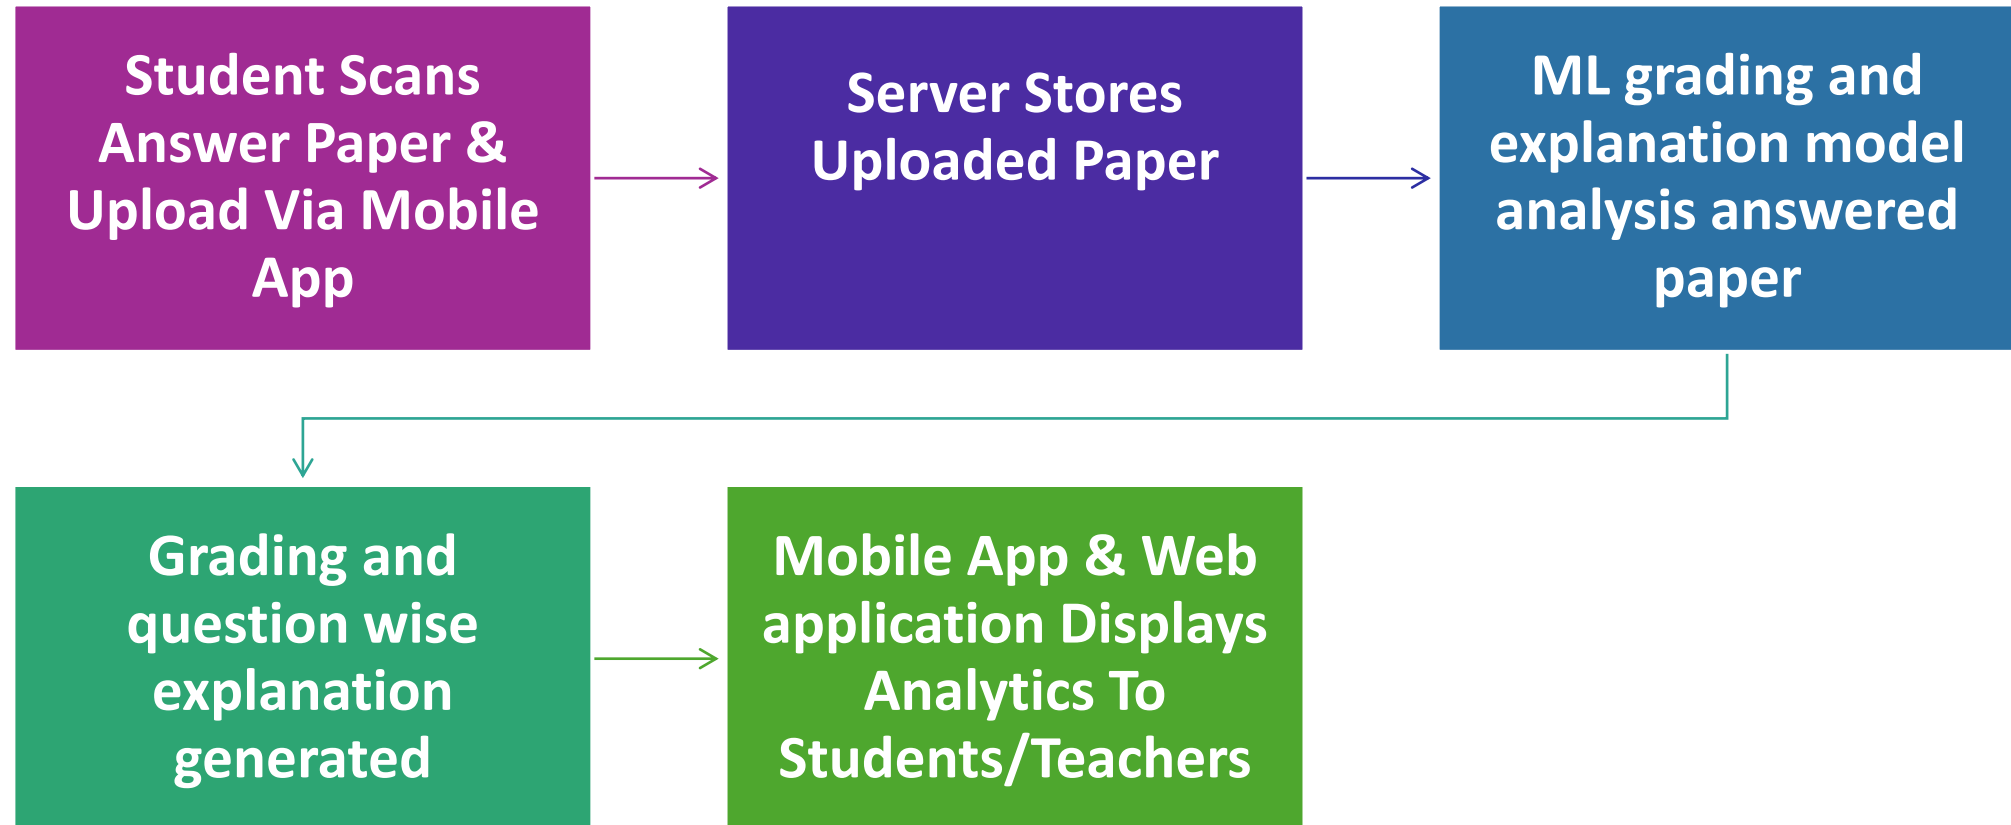 Student Scans
Answer Paper &
Upload Via Mobile
App
Server Stores
Uploaded Paper
ML grading and
explanation model
analysis answered
paper
Grading and
question wise
explanation
generated
Mobile App & Web
application Displays
Analytics To
Students/Teachers